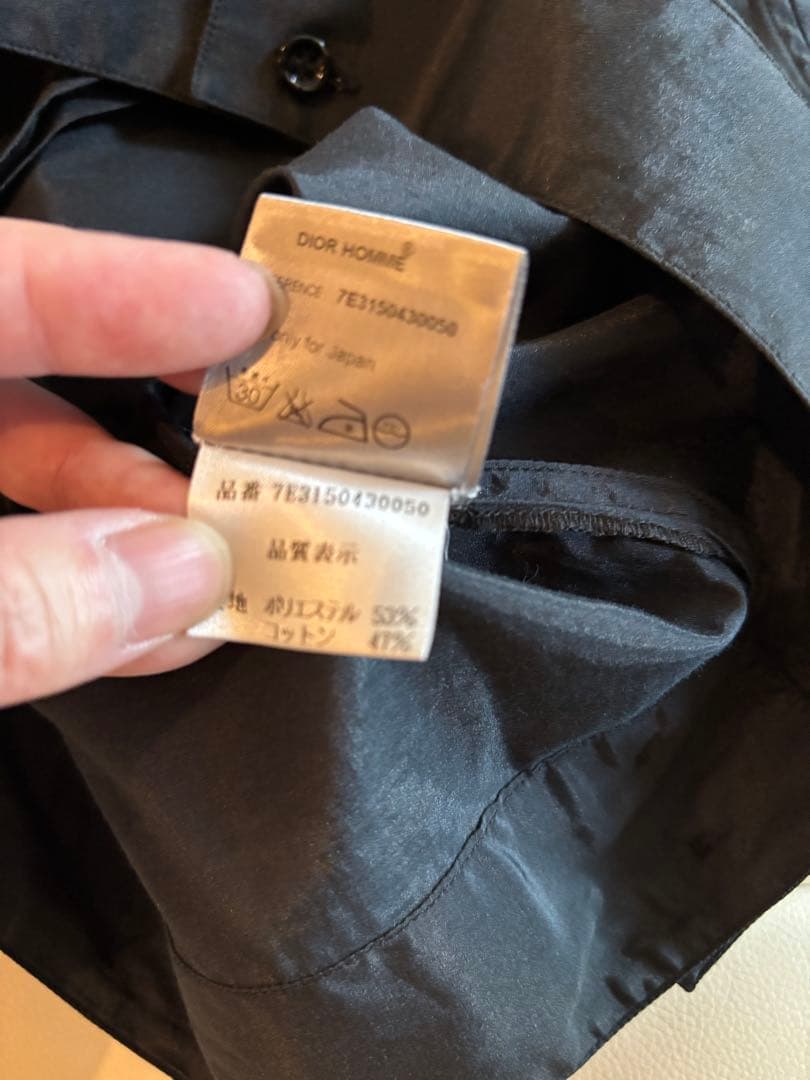 DIOR HOMME
7E3150430050
only for Japan
30
品番 7E3150430050
品質表示
地 ポリエステル 53%
コットン 47%